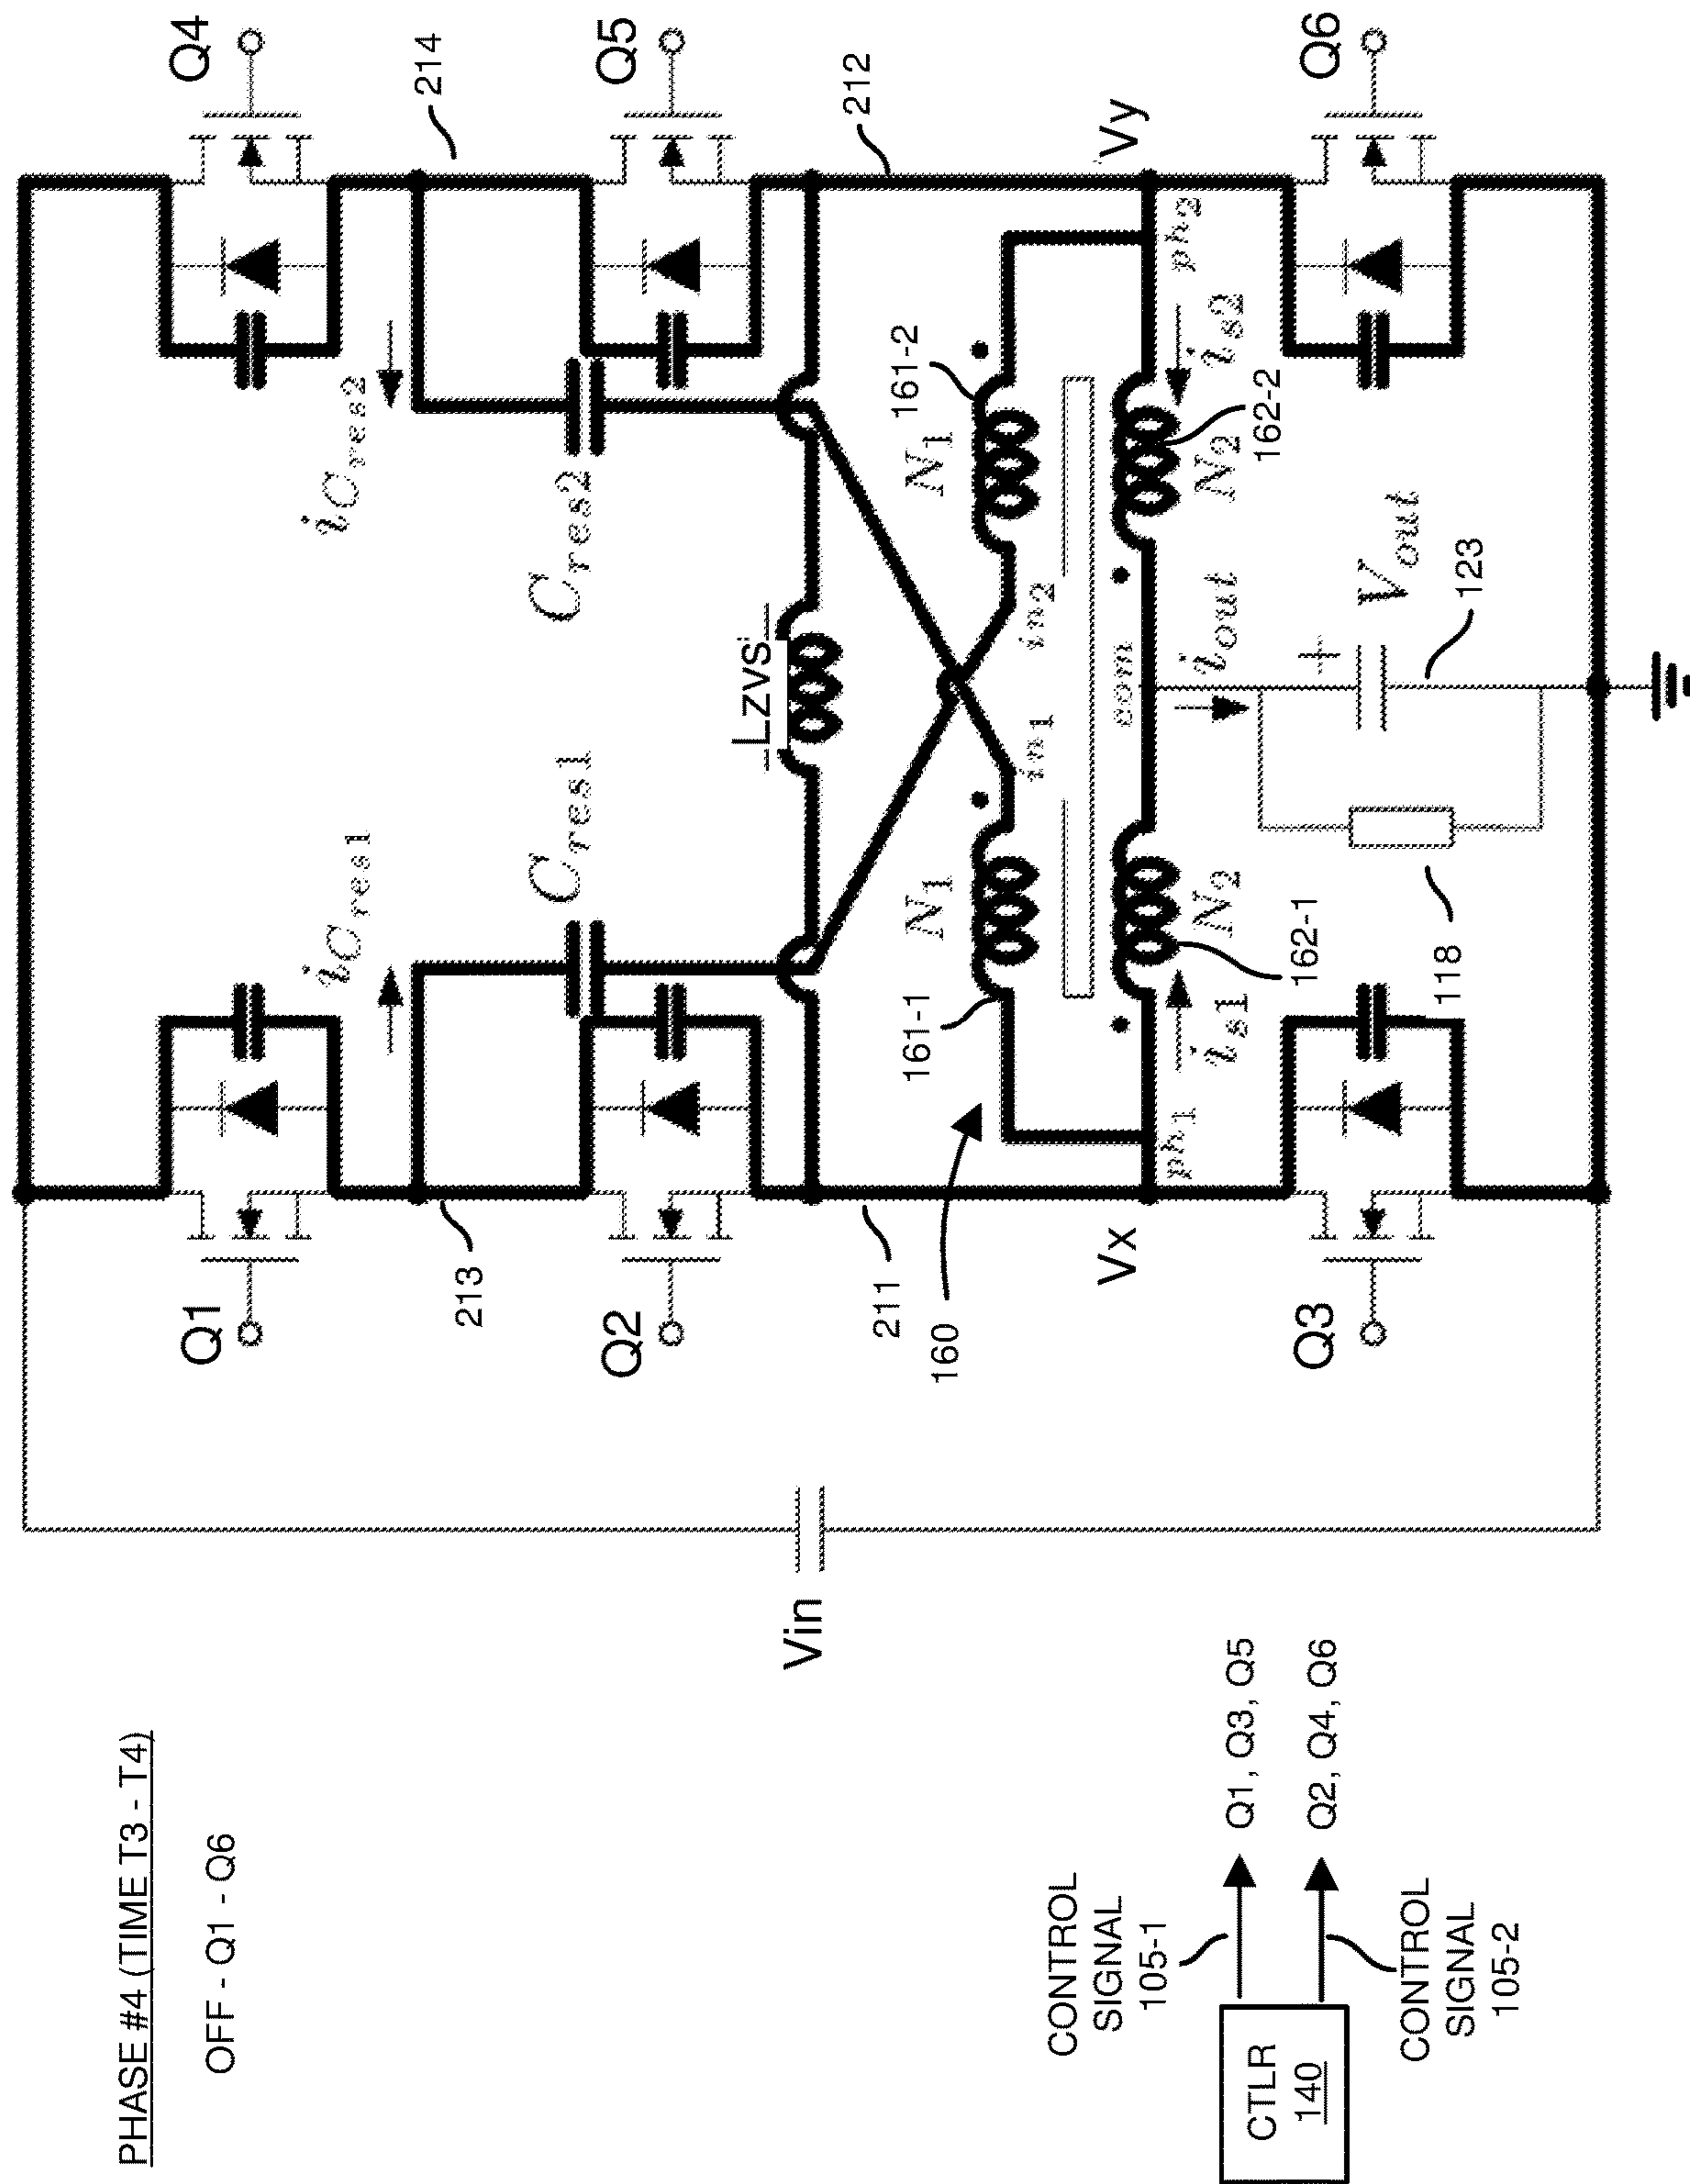 PHASE #4 (TIME T3 - T4)
OFF - Q1 - Q6
Q1
Q4
213
214
iCres1
iCres2
Q2
Q5
Cres1
Cres2
Lzvs
Vin
211
212
160
161-1
161-2
N1
N1
in1
in2
Vx
Vy
ph1
ph2
com
is1
is2
N2
N2
162-1
162-2
iout
Q3
Q6
+
Vout
118
123
CONTROL
SIGNAL
105-1
Q1, Q3, Q5
CTLR
140
Q2, Q4, Q6
CONTROL
SIGNAL
105-2